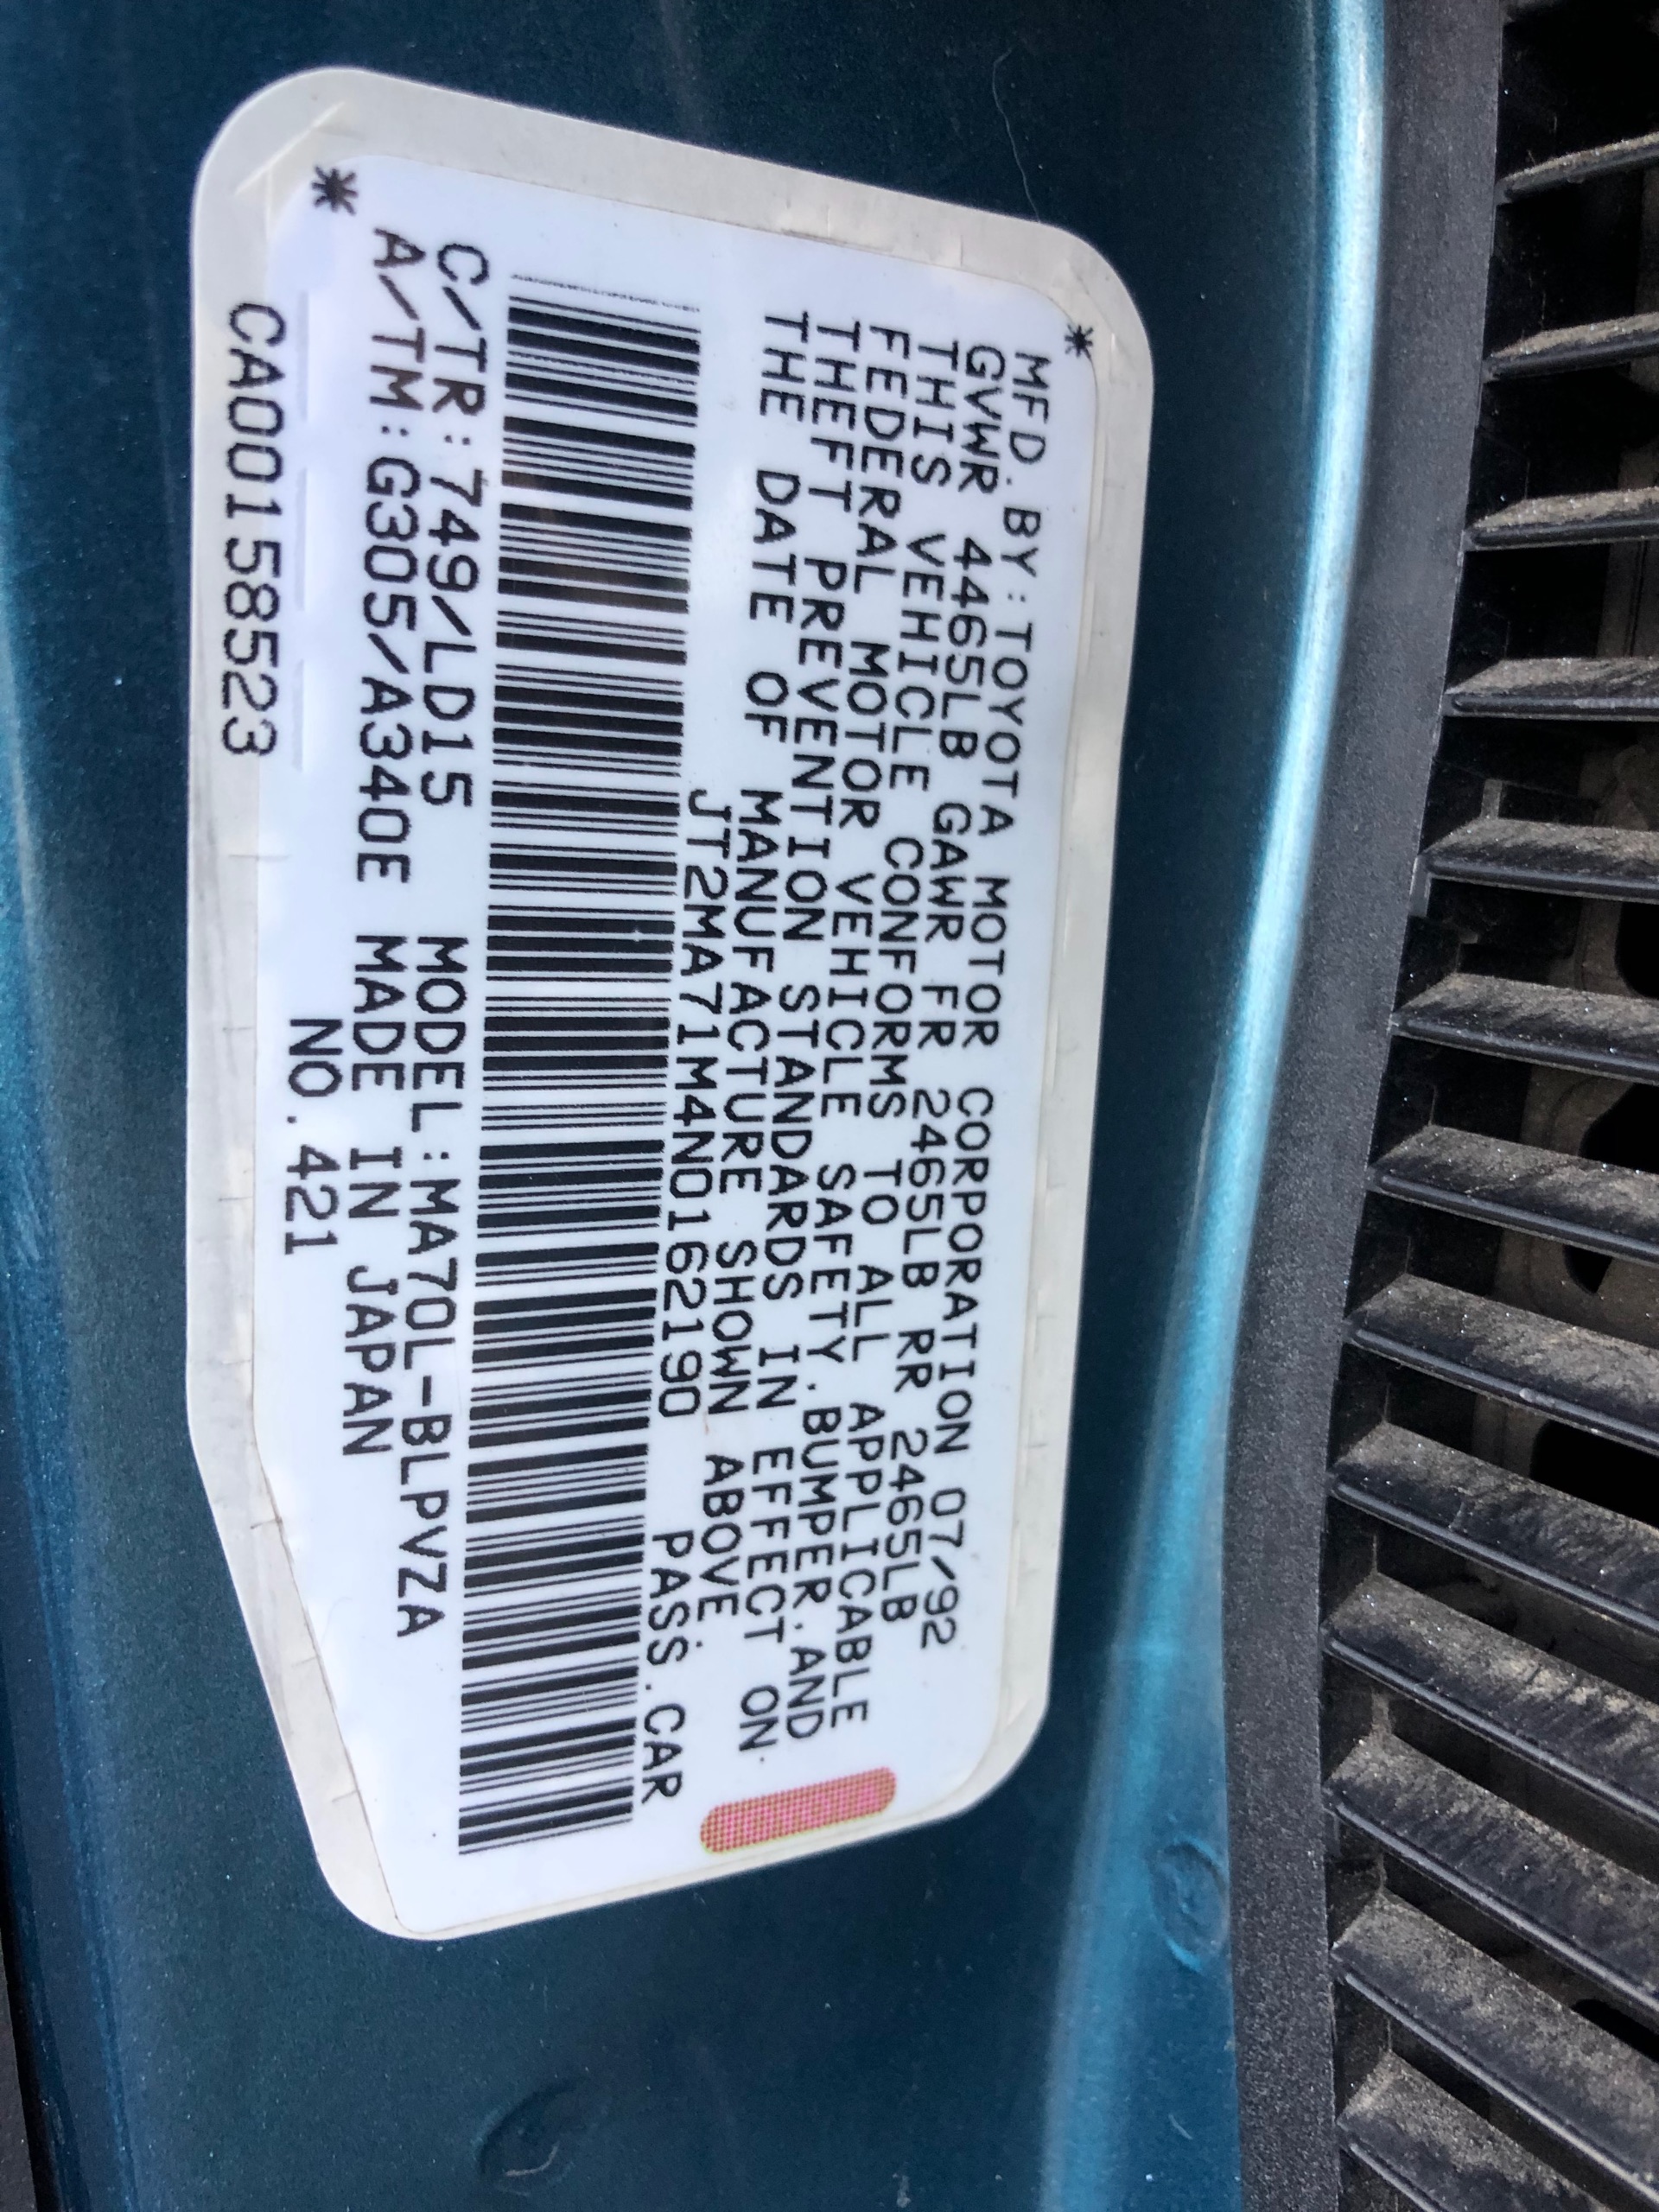 MFD. BY: TOYOTA MOTOR CORPORATION 07/92
GVWR 4465LB GAWR FR 2465LB RR 2465LB
THIS VEHICLE CONFORMS TO ALL APPLICABLE
FEDERAL MOTOR VEHICLE SAFETY. BUMPER. AND
THEFT PREVENTION STANDARDS IN EFFECT ON
THE DATE OF MANUFACTURE SHOWN ABOVE.
JT2MA71M4N0162190 PASS. CAR
C/TR: 749/LD15 MODEL: MA70L-BLPVZA
A/TM: G305/A340E MADE IN JAPAN
NO. 421
CA00158523